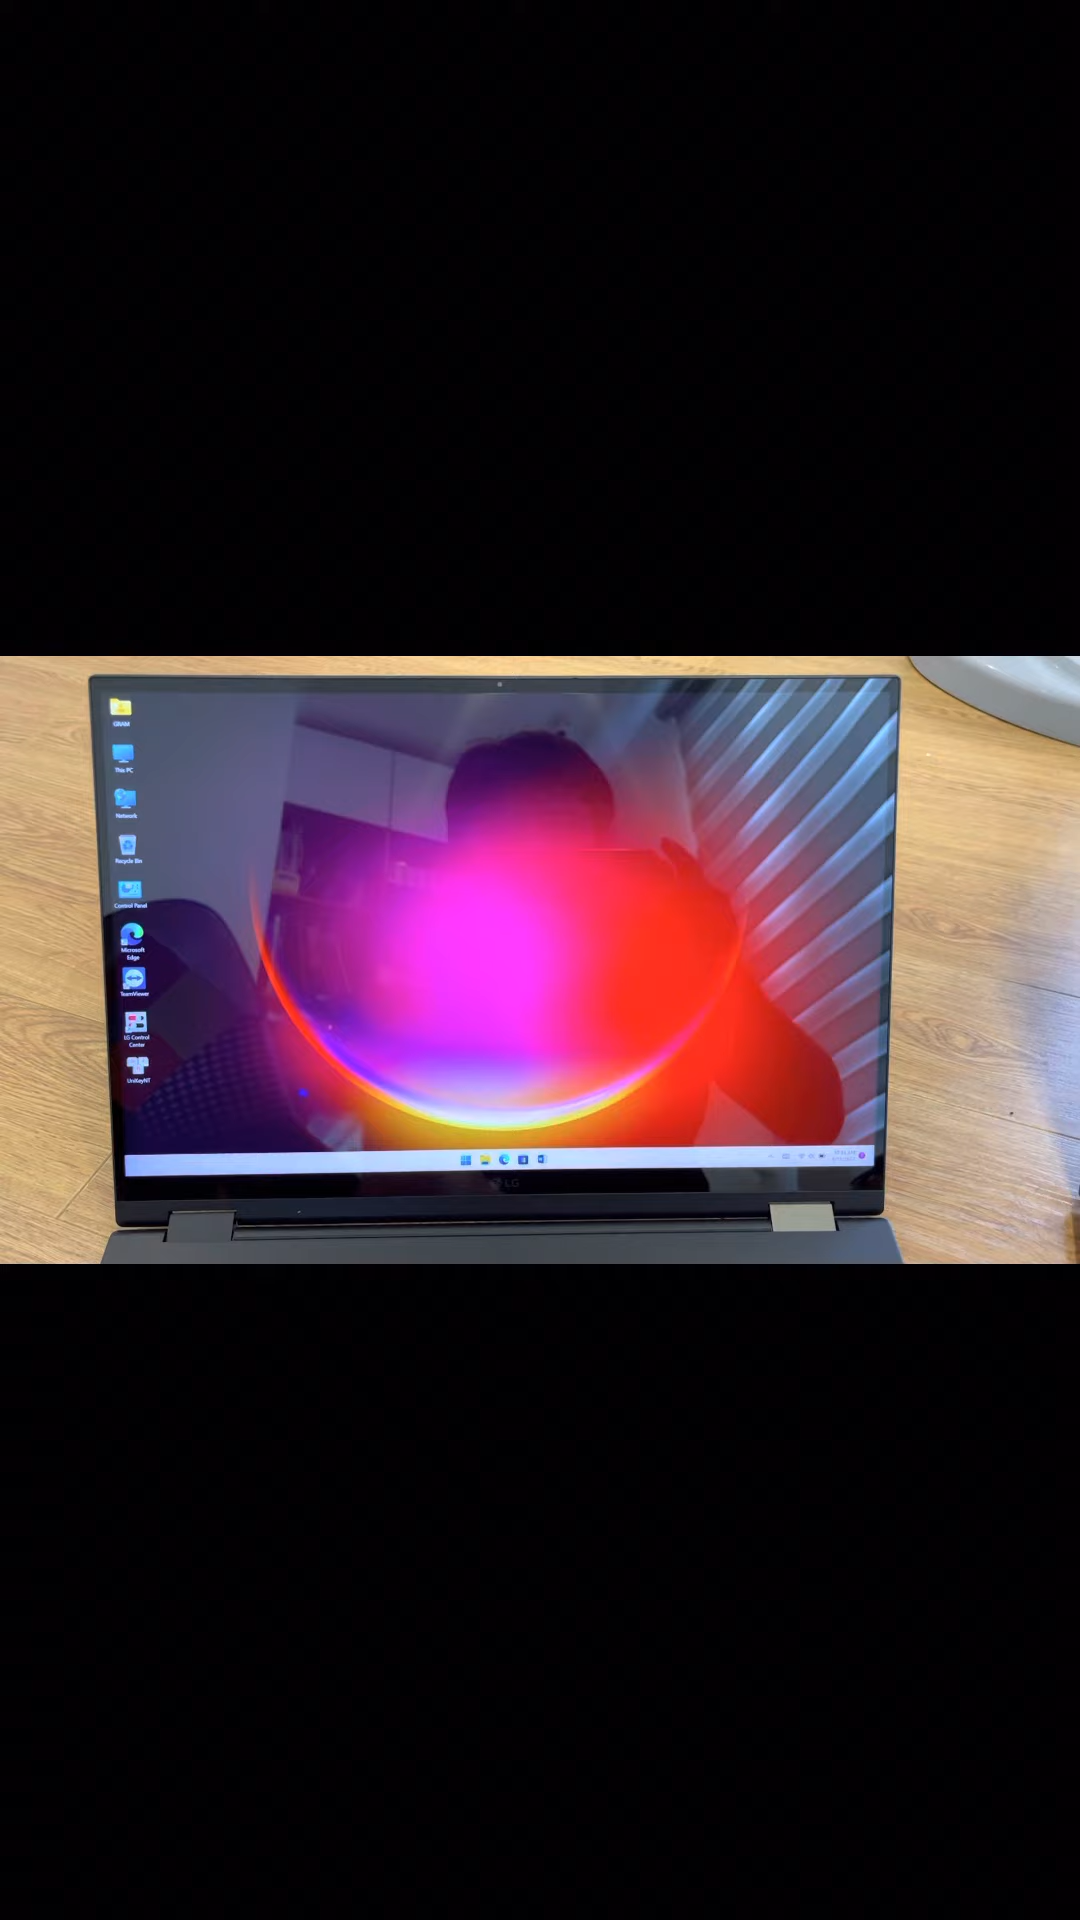 GRAM
This PC
Network
Recycle Bin
Control Panel
Microsoft
Edge
TeamViewer
LG Control
Center
UniKeyNT
LG